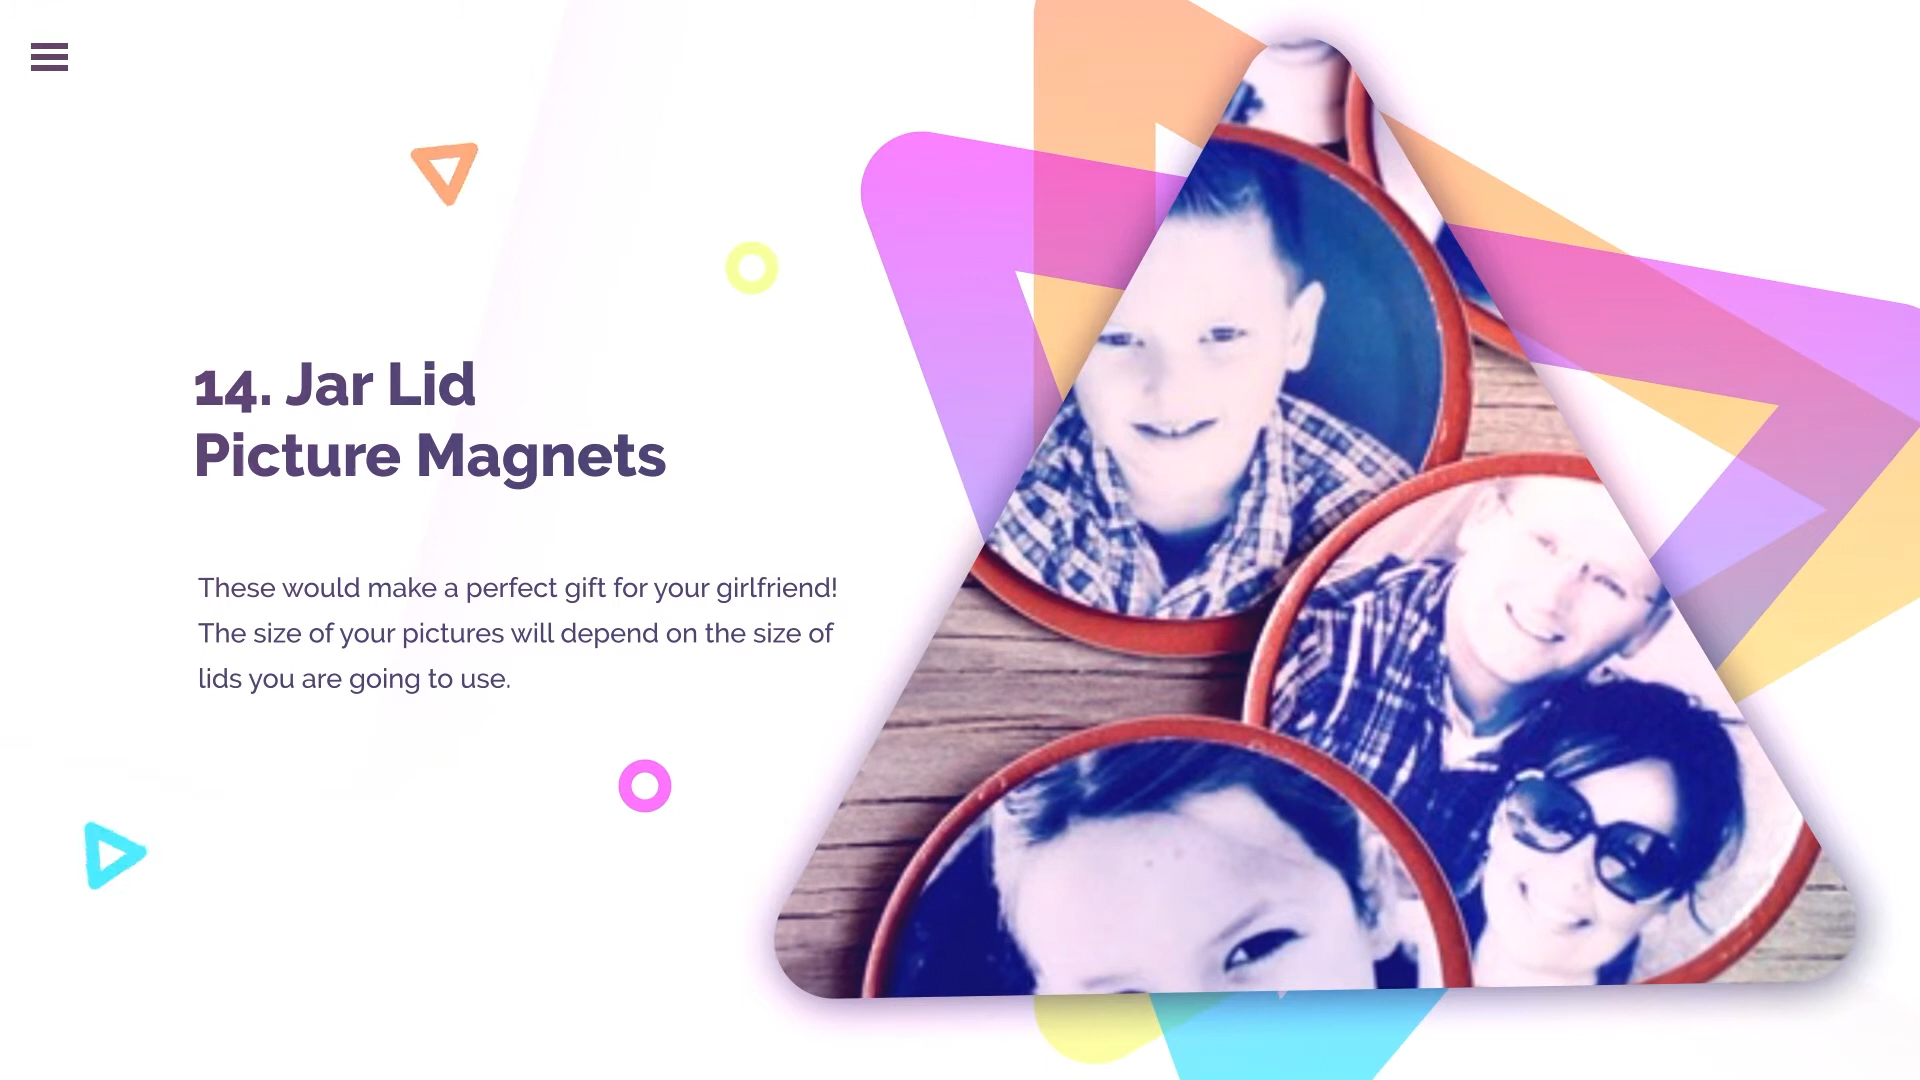 14. Jar Lid
Picture Magnets
These would make a perfect gift for your girlfriend!
The size of your pictures will depend on the size of
lids you are going to use.